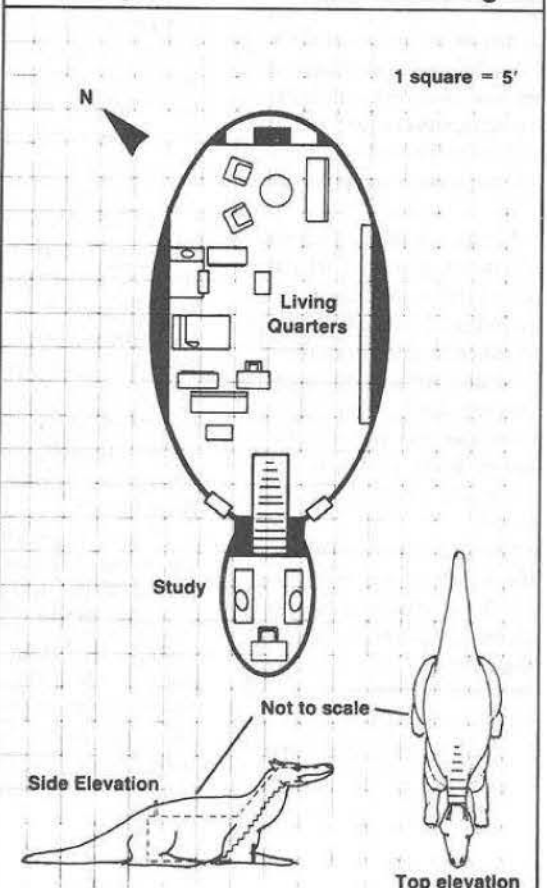 1 square = 5'
N
Living
Quarters
Study
Not to scale
Side Elevation
Top elevation